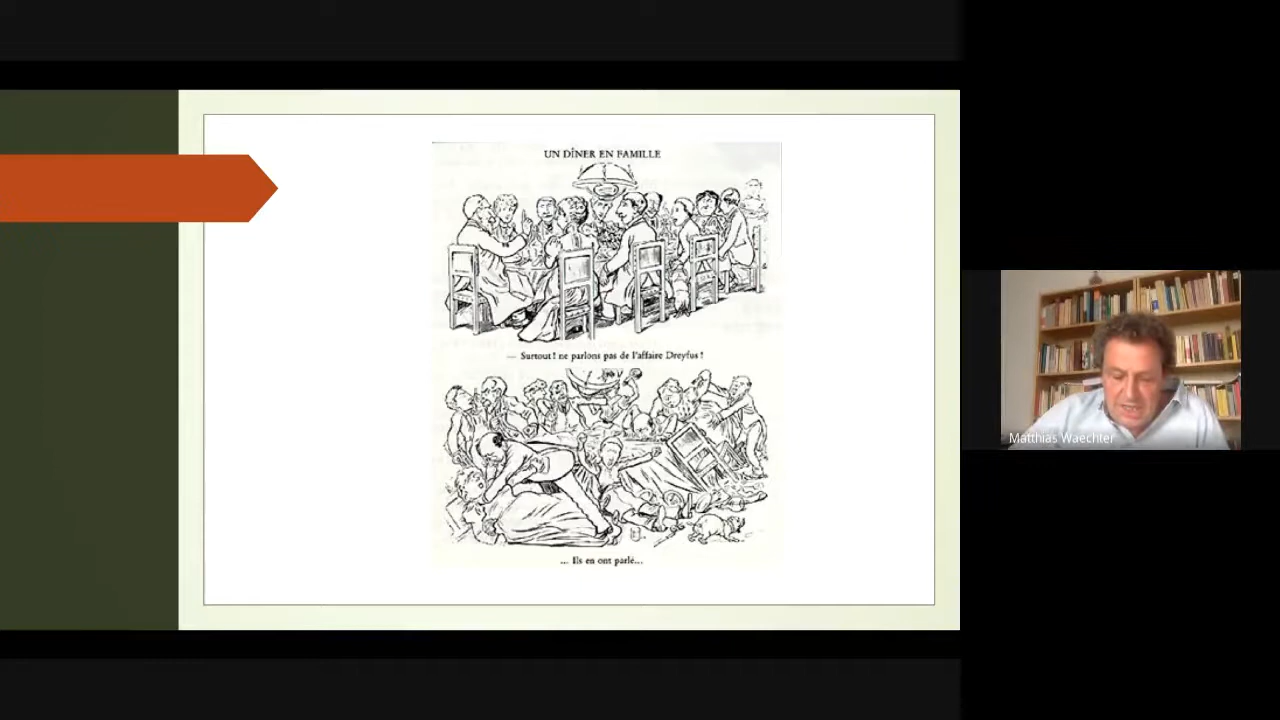 UN DÎNER EN FAMILLE
— Surtout! ne parlons pas de l'affaire Dreyfus!
... Ils en ont parlé...
Matthias Waechter